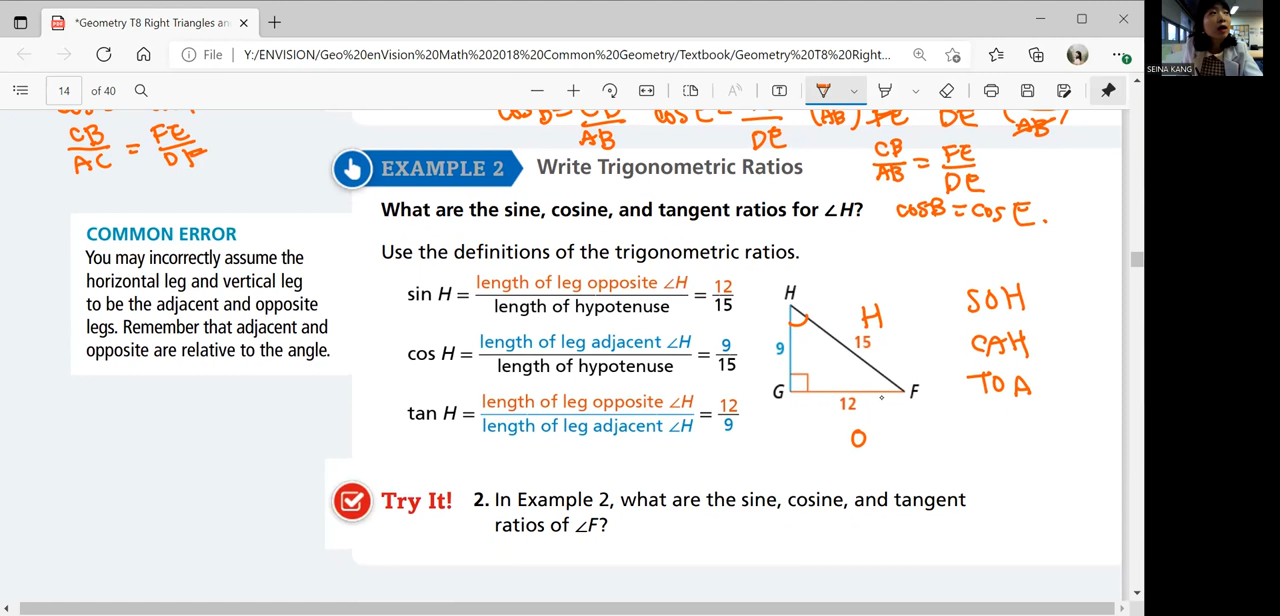 *Geometry T8 Right Triangles an
File
Y:/ENVISION/Geo%20enVision%20Math%202018%20Common%20Geometry/Textbook/Geometry%20T8%20Right...
SEINA KANG
14 of 40
CB/AC = FE/DF
AB
DE
(AB)
FE
DE
AB
EXAMPLE 2 Write Trigonometric Ratios
CB/AB = FE/DE
cosB = cos E.
What are the sine, cosine, and tangent ratios for ∠H?
COMMON ERROR
You may incorrectly assume the
horizontal leg and vertical leg
to be the adjacent and opposite
legs. Remember that adjacent and
opposite are relative to the angle.
Use the definitions of the trigonometric ratios.
sin H = length of leg opposite ∠H / length of hypotenuse = 12/15
cos H = length of leg adjacent ∠H / length of hypotenuse = 9/15
tan H = length of leg opposite ∠H / length of leg adjacent ∠H = 12/9
H
H
15
9
G
F
12
O
SOH
CAH
TOA
Try It! 2. In Example 2, what are the sine, cosine, and tangent
ratios of ∠F?